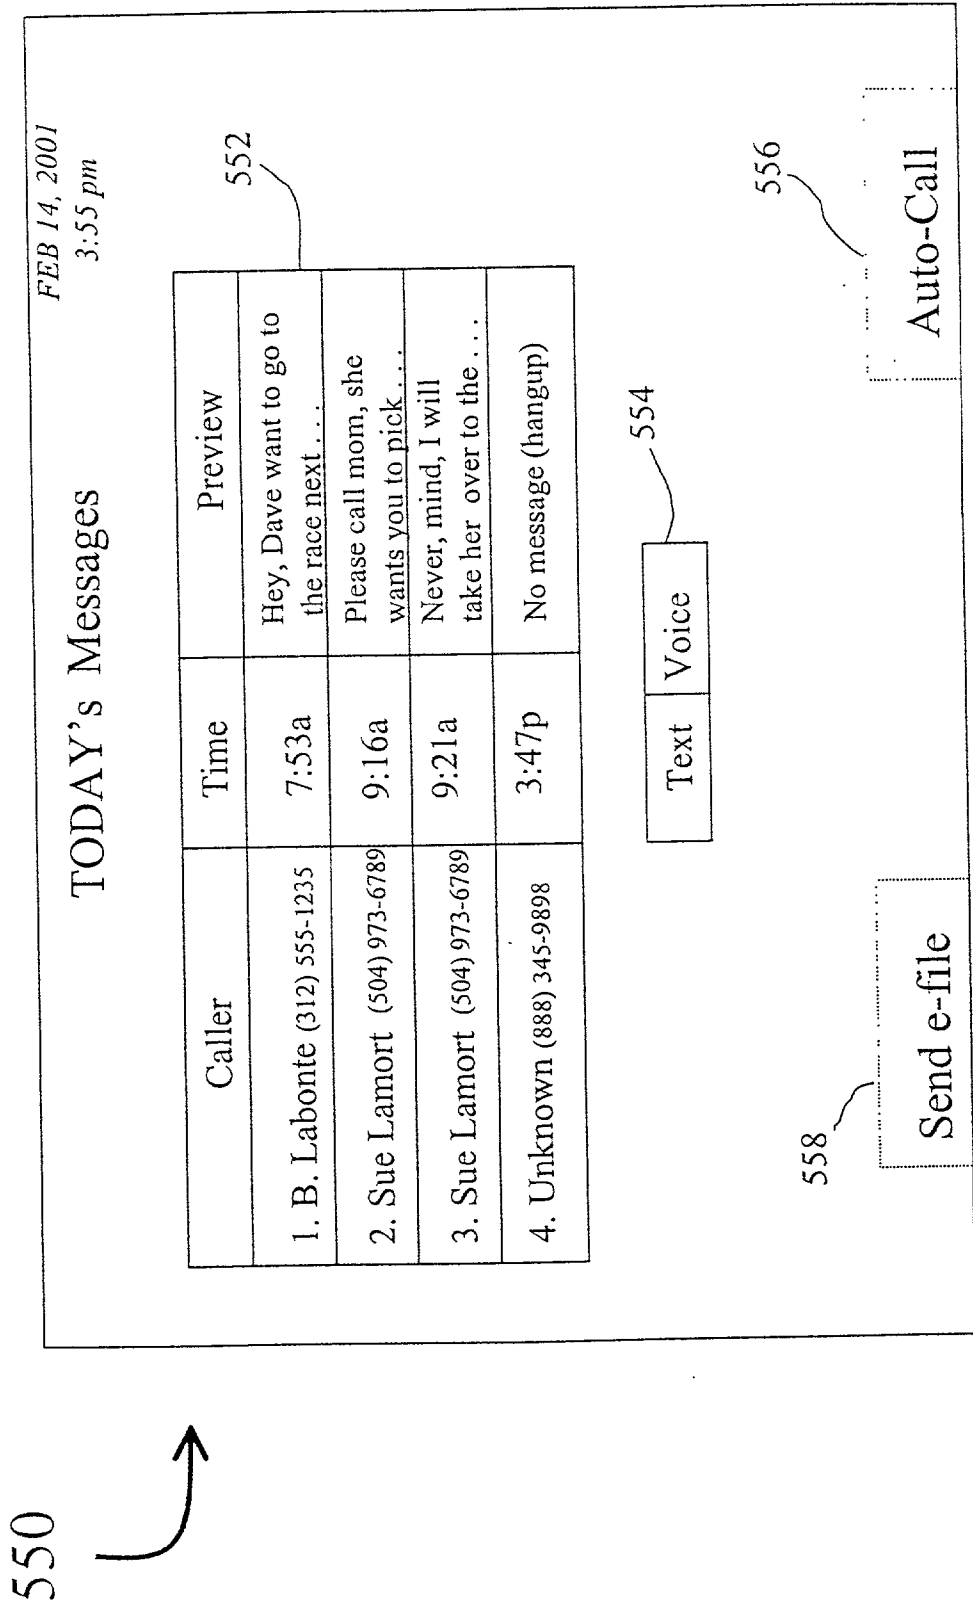 550
FEB 14, 2001
3:55 pm
TODAY's Messages
552
Caller Time Preview
1. B. Labonte (312) 555-1235 7:53a Hey, Dave want to go to
the race next . . .
2. Sue Lamort (504) 973-6789 9:16a Please call mom, she
wants you to pick . . .
3. Sue Lamort (504) 973-6789 9:21a Never, mind, I will
take her over to the . . .
4. Unknown (888) 345-9898 3:47p No message (hangup)
Text Voice
554
558
556
Send e-file
Auto-Call